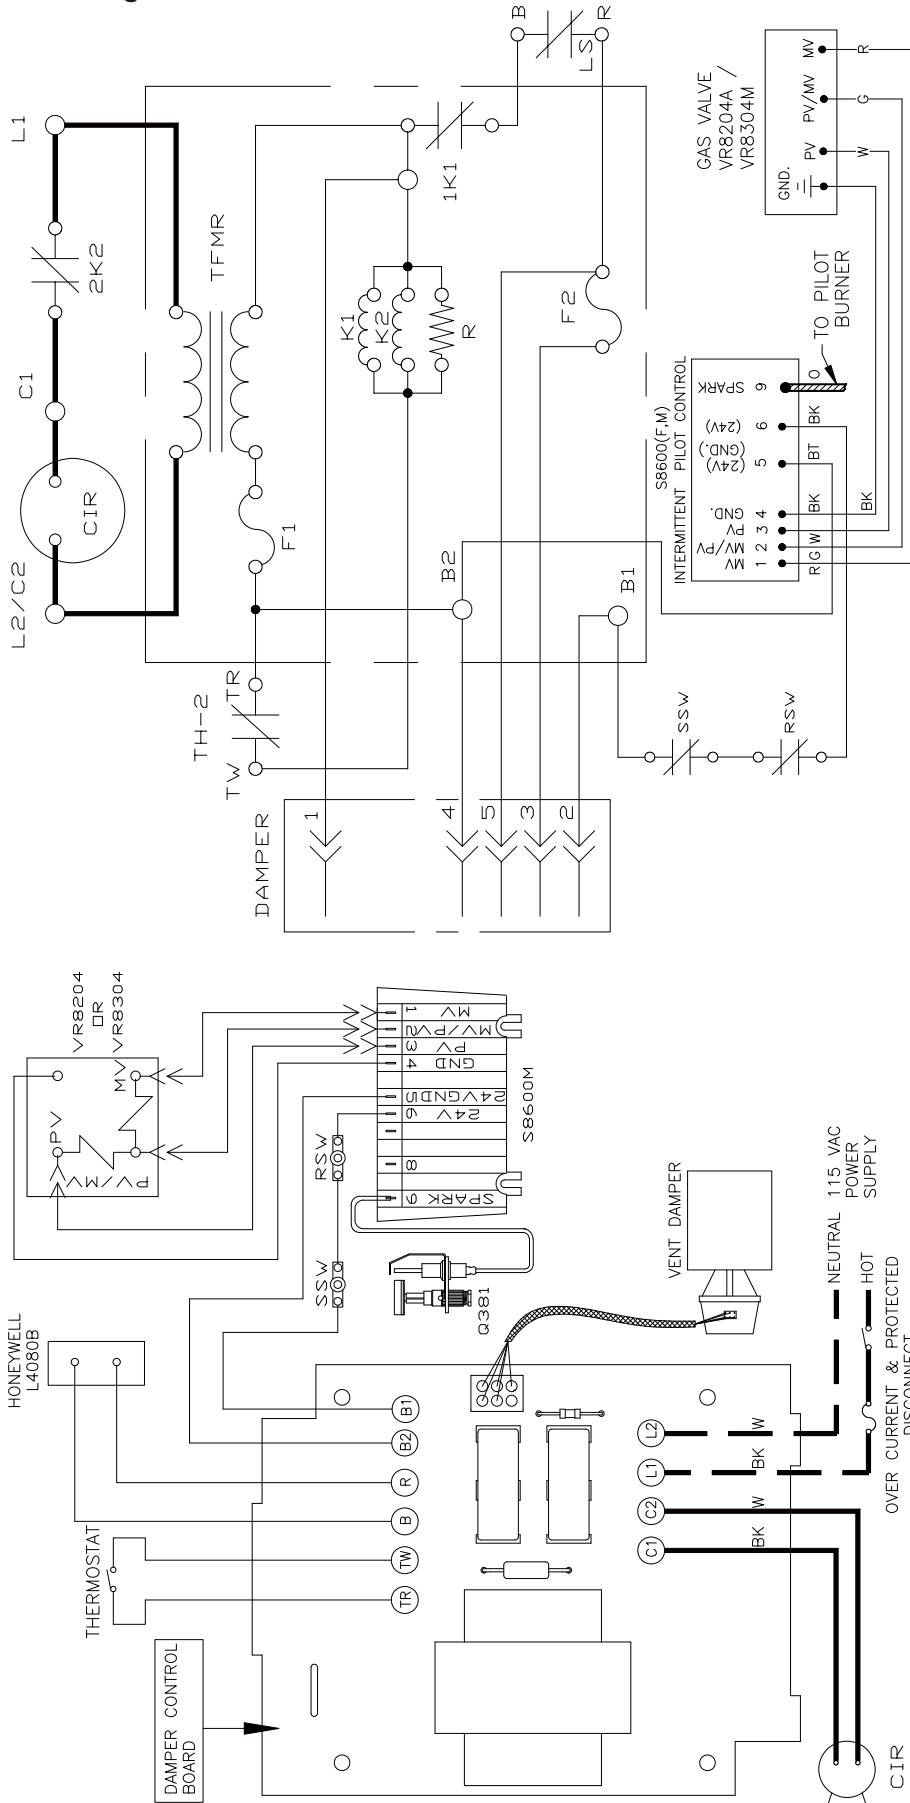 L1
2K2
C1
CIR
L2/C2
TFMR
F1
TR
TH-2
TW
K1
K2
R
1K1
B
LS
R
F2
B2
B1
SSW
RSW
DAMPER
1
4
5
3
2
GAS VALVE
VR8204A /
VR8304M
MV
PV/MV
PV
GND.
R
G
W
TO PILOT
BURNER
S8600(F,M)
INTERMITTENT PILOT CONTROL
SPARK 9
(24V) 6
(24V) 5
(GND.)
GND. 4
PV 3
MV/PV 2
MV 1
O
BK
BT
BK
W
G
R
BK
VR8204
OR
VR8304
PV
MV
PV/MV
HONEYWELL
L4080B
THERMOSTAT
DAMPER CONTROL
BOARD
SSW
RSW
1 MV
2 MV/PV
3 PV
4 GND
5 24VGND
6 24V
8
9 SPARK
S8600M
Q381
VENT DAMPER
B1
B2
R
B
TW
TR
L2
L1
C2
C1
W
BK
W
BK
NEUTRAL 115 VAC
POWER
SUPPLY
HOT
OVER CURRENT & PROTECTED
DISCONNECT
CIR